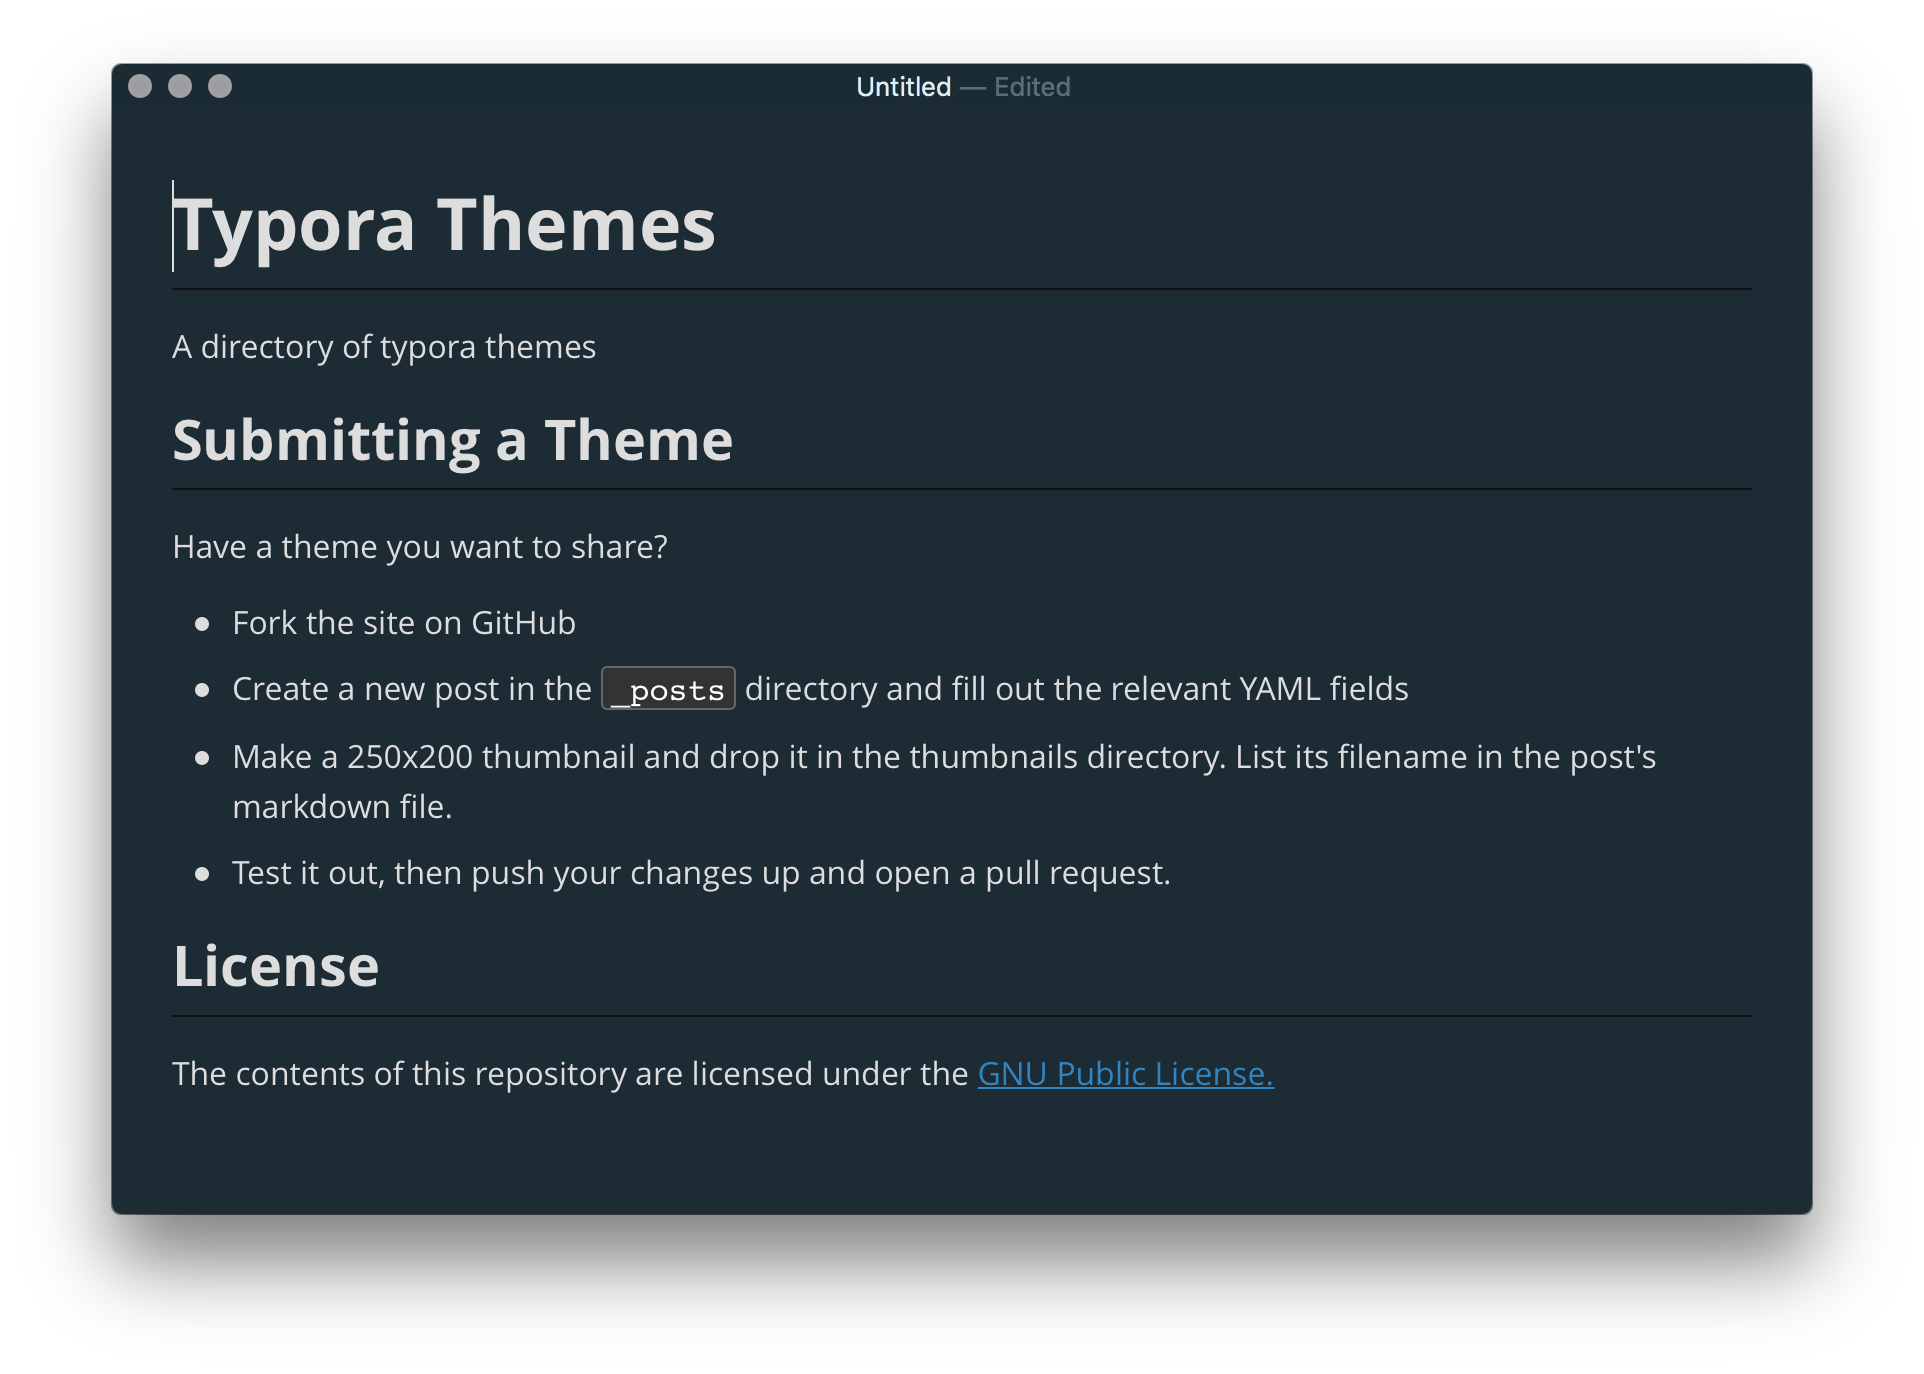 Untitled — Edited
Typora Themes
A directory of typora themes
Submitting a Theme
Have a theme you want to share?
Fork the site on GitHub
Create a new post in the _posts directory and fill out the relevant YAML fields
Make a 250x200 thumbnail and drop it in the thumbnails directory. List its filename in the post's
markdown file.
Test it out, then push your changes up and open a pull request.
License
The contents of this repository are licensed under the GNU Public License.